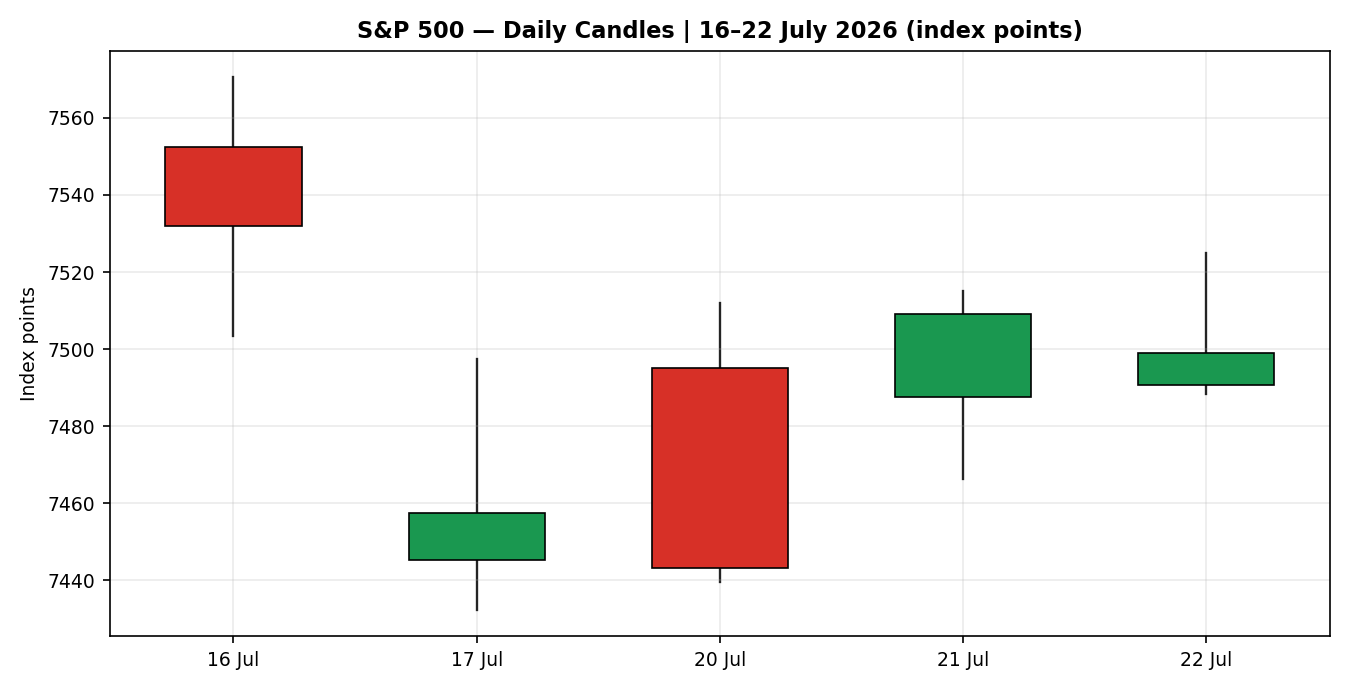 S&P 500 — Daily Candles | 16–22 July 2026 (index points)
Index points
7560
7540
7520
7500
7480
7460
7440
16 Jul
17 Jul
20 Jul
21 Jul
22 Jul